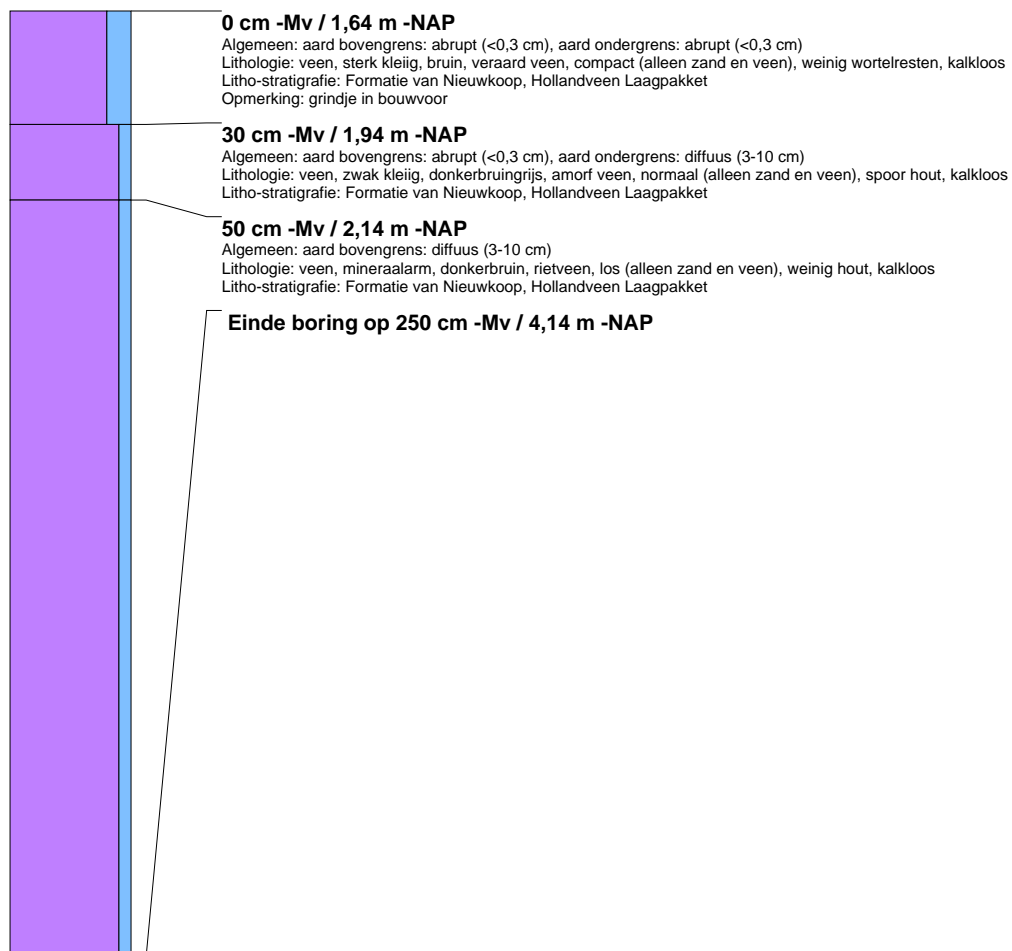 0 cm -Mv / 1,64 m -NAP
Algemeen: aard bovengrens: abrupt (<0,3 cm), aard ondergrens: abrupt (<0,3 cm)
Lithologie: veen, sterk kleiig, bruin, veraard veen, compact (alleen zand en veen), weinig wortelresten, kalkloos
Litho-stratigrafie: Formatie van Nieuwkoop, Hollandveen Laagpakket
Opmerking: grindje in bouwvoor
30 cm -Mv / 1,94 m -NAP
Algemeen: aard bovengrens: abrupt (<0,3 cm), aard ondergrens: diffuus (3-10 cm)
Lithologie: veen, zwak kleiig, donkerbruingrijs, amorf veen, normaal (alleen zand en veen), spoor hout, kalkloos
Litho-stratigrafie: Formatie van Nieuwkoop, Hollandveen Laagpakket
50 cm -Mv / 2,14 m -NAP
Algemeen: aard bovengrens: diffuus (3-10 cm)
Lithologie: veen, mineraalarm, donkerbruin, rietveen, los (alleen zand en veen), weinig hout, kalkloos
Litho-stratigrafie: Formatie van Nieuwkoop, Hollandveen Laagpakket
Einde boring op 250 cm -Mv / 4,14 m -NAP